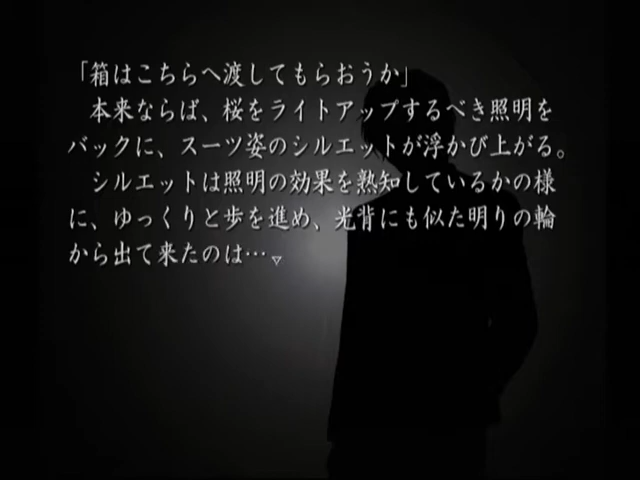 「箱はこちらへ渡してもらおうか」
　本来ならば、桜をライトアップするべき照明を
バックに、スーツ姿のシルエットが浮かび上がる。
　シルエットは照明の効果を熟知しているかの様
に、ゆっくりと歩を進め、光背にも似た明りの輪
から出て来たのは…▽